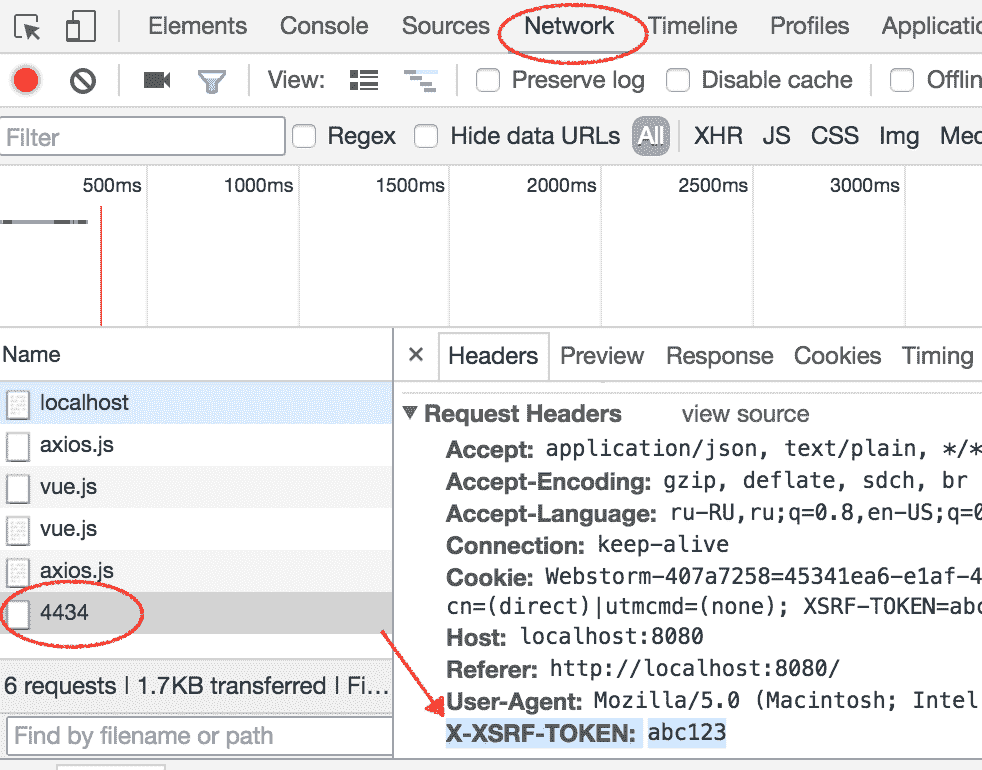 Elements Console Sources Network Timeline Profiles Applicatio
View: Preserve log Disable cache Offlin
Filter Regex Hide data URLs All XHR JS CSS Img Med
500ms 1000ms 1500ms 2000ms 2500ms 3000ms
Name
localhost
axios.js
vue.js
vue.js
axios.js
4434
6 requests | 1.7KB transferred | Fi...
Find by filename or path
× Headers Preview Response Cookies Timing
Request Headers view source
Accept: application/json, text/plain, */*
Accept-Encoding: gzip, deflate, sdch, br
Accept-Language: ru-RU,ru;q=0.8,en-US;q=0
Connection: keep-alive
Cookie: Webstorm-407a7258=45341ea6-e1af-4
cn=(direct)|utmcmd=(none); XSRF-TOKEN=abc
Host: localhost:8080
Referer: http://localhost:8080/
User-Agent: Mozilla/5.0 (Macintosh; Intel
X-XSRF-TOKEN: abc123